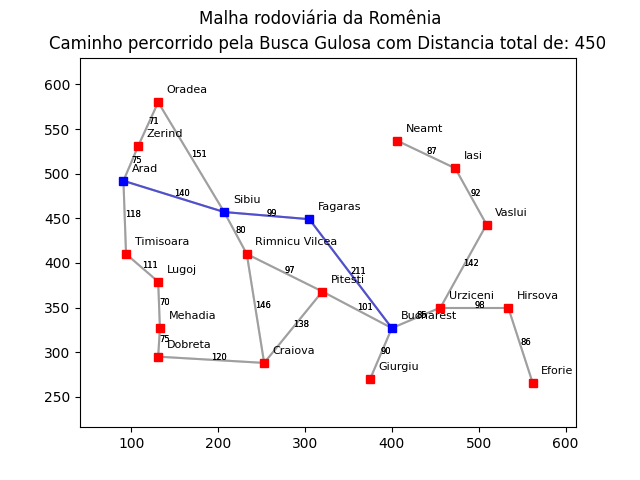 Malha rodoviária da Romênia
Caminho percorrido pela Busca Gulosa com Distancia total de: 450
600
550
500
450
400
350
300
250
100
200
300
400
500
600
Oradea
71
Zerind
75
Arad
151
140
118
Sibiu
99
Fagaras
80
Timisoara
111
Lugoj
Rimnicu Vilcea
97
Pitesti
211
70
Mehadia
75
Dobreta
120
146
138
Craiova
101
Bucharest
90
Giurgiu
Neamt
87
Iasi
92
Vaslui
142
Urziceni
98
Hirsova
86
Eforie